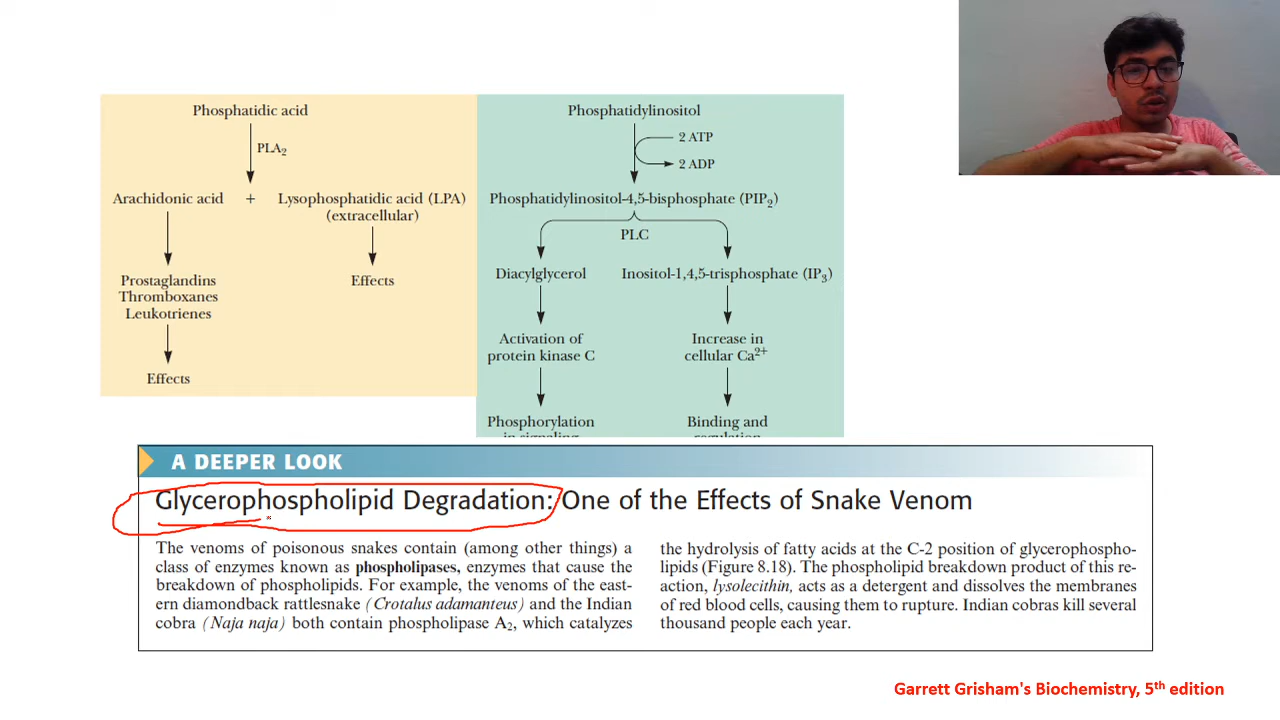 Phosphatidic acid
PLA2
Arachidonic acid + Lysophosphatidic acid (LPA)
(extracellular)
Prostaglandins
Thromboxanes
Leukotrienes
Effects
Effects
Phosphatidylinositol
2 ATP
2 ADP
Phosphatidylinositol-4,5-bisphosphate (PIP2)
PLC
Diacylglycerol
Inositol-1,4,5-trisphosphate (IP3)
Activation of
protein kinase C
Increase in
cellular Ca2+
Phosphorylation
in signaling
Binding and
regulation
A DEEPER LOOK
Glycerophospholipid Degradation: One of the Effects of Snake Venom
The venoms of poisonous snakes contain (among other things) a
class of enzymes known as phospholipases, enzymes that cause the
breakdown of phospholipids. For example, the venoms of the east-
ern diamondback rattlesnake (Crotalus adamanteus) and the Indian
cobra (Naja naja) both contain phospholipase A2, which catalyzes
the hydrolysis of fatty acids at the C-2 position of glycerophospho-
lipids (Figure 8.18). The phospholipid breakdown product of this re-
action, lysolecithin, acts as a detergent and dissolves the membranes
of red blood cells, causing them to rupture. Indian cobras kill several
thousand people each year.
Garrett Grisham's Biochemistry, 5th edition